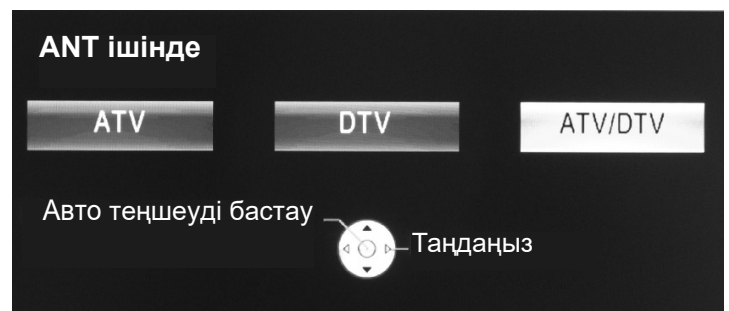 ANT ішінде
ATV DTV ATV/DTV
Авто теңшеуді бастау
Таңдаңыз